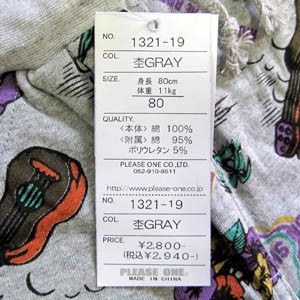 NO. 1321-19
COL. 杢GRAY
SIZE. 身長 80cm
体重 11kg
80
QUALITY.
〈本体〉綿 100%
〈附属〉綿 95%
ポリウレタン 5%
PLEASE ONE CO.,LTD.
052-910-8511
http://www.please-one.co.jp
NO. 1321-19
COL. 杢GRAY
PRICE. ¥2,800-
(税込¥2,940-)
PLEASE ONE.
MADE IN CHINA